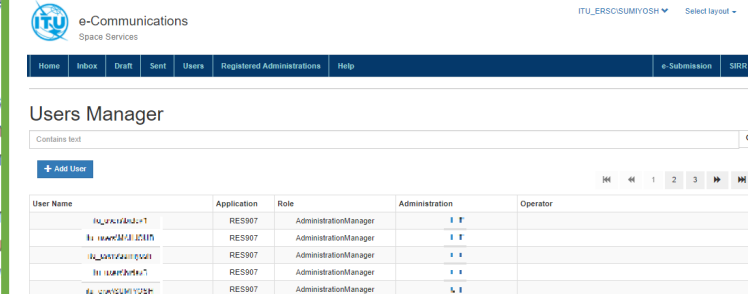 ITU
e-Communications
Space Services
ITU_ERSC\SUMIYOSH
Select layout
Home Inbox Draft Sent Users Registered Administrations Help e-Submission SIRR
Users Manager
Contains text
+ Add User
1 2 3
User Name Application Role Administration Operator
RES907 AdministrationManager
RES907 AdministrationManager
RES907 AdministrationManager
RES907 AdministrationManager
RES907 AdministrationManager